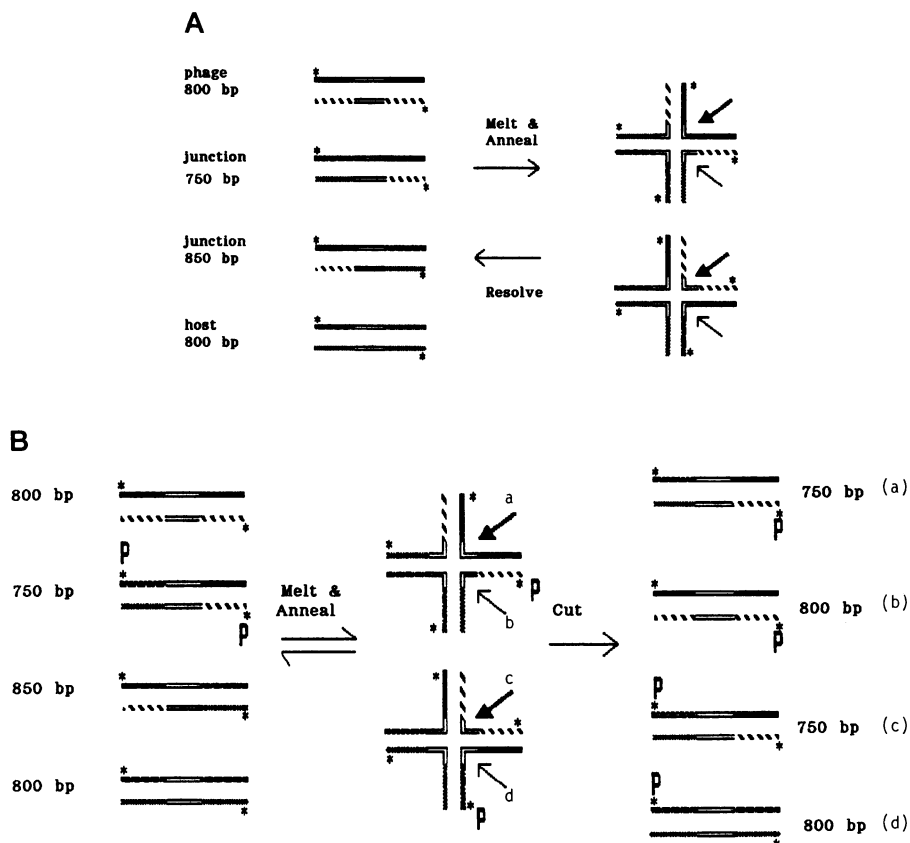 A
phage
800 bp
junction
750 bp
junction
850 bp
host
800 bp
Melt &
Anneal
Resolve
B
800 bp
750 bp
850 bp
800 bp
p
p
Melt &
Anneal
a
b
p
c
d
p
Cut
750 bp (a)
p
800 bp (b)
p
p
750 bp (c)
p
800 bp (d)